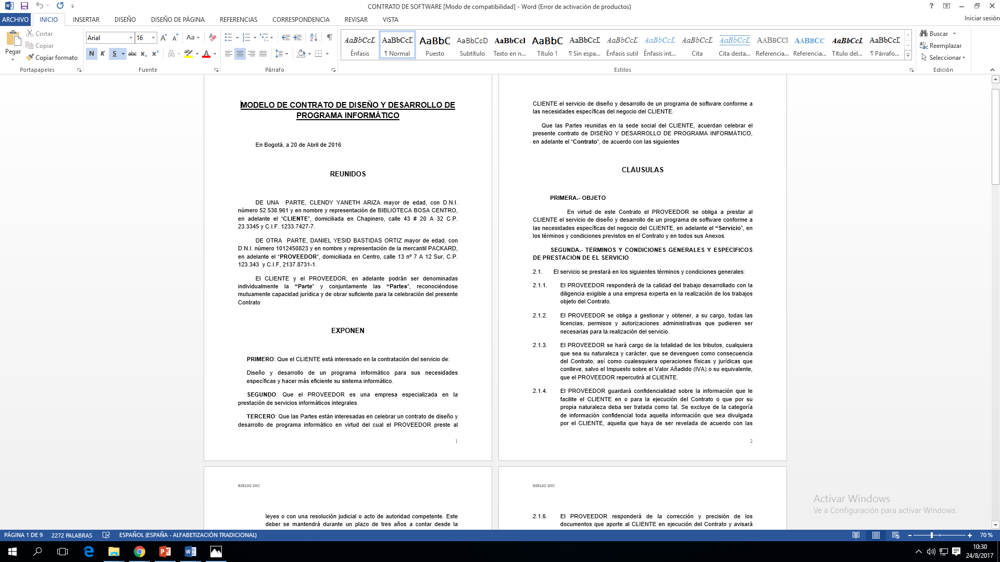 CONTRATO DE SOFTWARE [Modo de compatibilidad] - Word (Error de activación de productos)
ARCHIVO INICIO INSERTAR DISEÑO DISEÑO DE PÁGINA REFERENCIAS CORRESPONDENCIA REVISAR VISTA Iniciar sesión
Pegar
Cortar
Copiar
Copiar formato
Portapapeles
Arial 16
N K S abc x₂ x²
Fuente
Párrafo
AaBbCcL Énfasis
AaBbCcD ¶ Normal
AaBbC Puesto
AaBbCcD Subtítulo
AaBbCcI Texto en n...
AaBbC Título 1
AaBbCcD ¶ Sin espa...
AaBbCcL Énfasis sutil
AaBbCcL Énfasis int...
AaBbCcL Cita
AaBbCcL Cita desta...
AABBCCI Referencia...
AABBCC Referencia...
AaBbCcL Título del...
AaBbCcD ¶ Párrafo...
Estilos
Buscar
Reemplazar
Seleccionar
Edición
MODELO DE CONTRATO DE DISEÑO Y DESARROLLO DE
PROGRAMA INFORMÁTICO
En Bogotá, a 20 de Abril de 2016
REUNIDOS
DE UNA PARTE, CLENDY YANETH ARIZA mayor de edad, con D.N.I.
número 52.538.961 y en nombre y representación de BIBLIOTECA BOSA CENTRO,
en adelante el “CLIENTE”, domiciliada en Chapinero, calle 43 # 20 A 32 C.P.
23.3345 y C.I.F. 1233.7427-7.
DE OTRA PARTE, DANIEL YESID BASTIDAS ORTIZ mayor de edad, con
D.N.I. número 1012450823 y en nombre y representación de la mercantil PACKARD,
en adelante el “PROVEEDOR”, domiciliada en Centro, calle 13 nº 7 A 12 Sur, C.P.
123.343 y C.I.F, 2137.8731-1.
El CLIENTE y el PROVEEDOR, en adelante podrán ser denominadas
individualmente la “Parte” y conjuntamente las “Partes”, reconociéndose
mutuamente capacidad jurídica y de obrar suficiente para la celebración del presente
Contrato
EXPONEN
PRIMERO: Que el CLIENTE está interesado en la contratación del servicio de:
Diseño y desarrollo de un programa informático para sus necesidades
específicas y hacer más eficiente su sistema informático.
SEGUNDO: Que el PROVEEDOR es una empresa especializada en la
prestación de servicios informáticos integrales.
TERCERO: Que las Partes están interesadas en celebrar un contrato de diseño y
desarrollo de programa informático en virtud del cual el PROVEEDOR preste al
1
CLIENTE el servicio de diseño y desarrollo de un programa de software conforme a
las necesidades específicas del negocio del CLIENTE.
Que las Partes reunidas en la sede social del CLIENTE, acuerdan celebrar el
presente contrato de DISEÑO Y DESARROLLO DE PROGRAMA INFORMÁTICO,
en adelante el “Contrato”, de acuerdo con las siguientes
CLÁUSULAS
PRIMERA.- OBJETO
En virtud de este Contrato el PROVEEDOR se obliga a prestar al
CLIENTE el servicio de diseño y desarrollo de un programa de software conforme a
las necesidades específicas del negocio del CLIENTE, en adelante el “Servicio”, en
los términos y condiciones previstos en el Contrato y en todos sus Anexos.
SEGUNDA.- TÉRMINOS Y CONDICIONES GENERALES Y ESPECÍFICOS
DE PRESTACIÓN DE EL SERVICIO
2.1. El servicio se prestará en los siguientes términos y condiciones generales:
2.1.1. El PROVEEDOR responderá de la calidad del trabajo desarrollado con la
diligencia exigible a una empresa experta en la realización de los trabajos
objeto del Contrato.
2.1.2. El PROVEEDOR se obliga a gestionar y obtener, a su cargo, todas las
licencias, permisos y autorizaciones administrativas que pudieren ser
necesarias para la realización del servicio.
2.1.3. El PROVEEDOR se hará cargo de la totalidad de los tributos, cualquiera
que sea su naturaleza y carácter, que se devenguen como consecuencia
del Contrato, así como cualesquiera operaciones físicas y jurídicas que
conlleve, salvo el Impuesto sobre el Valor Añadido (IVA) o su equivalente,
que el PROVEEDOR repercutirá al CLIENTE.
2.1.4. El PROVEEDOR guardará confidencialidad sobre la información que le
facilite el CLIENTE en o para la ejecución del Contrato o que por su
propia naturaleza deba ser tratada como tal. Se excluye de la categoría
de información confidencial toda aquella información que sea divulgada
por el CLIENTE, aquella que haya de ser revelada de acuerdo con las
2
BIBLIO INC
leyes o con una resolución judicial o acto de autoridad competente. Este
deber se mantendrá durante un plazo de tres años a contar desde la
BIBLIO INC
2.1.6. El PROVEEDOR responderá de la corrección y precisión de los
documentos que aporte al CLIENTE en ejecución del Contrato y avisará
Activar Windows
Ve a Configuración para activar Windows.
PÁGINA 1 DE 9 2272 PALABRAS ESPAÑOL (ESPAÑA - ALFABETIZACIÓN TRADICIONAL) 70 %
10:30
24/8/2017